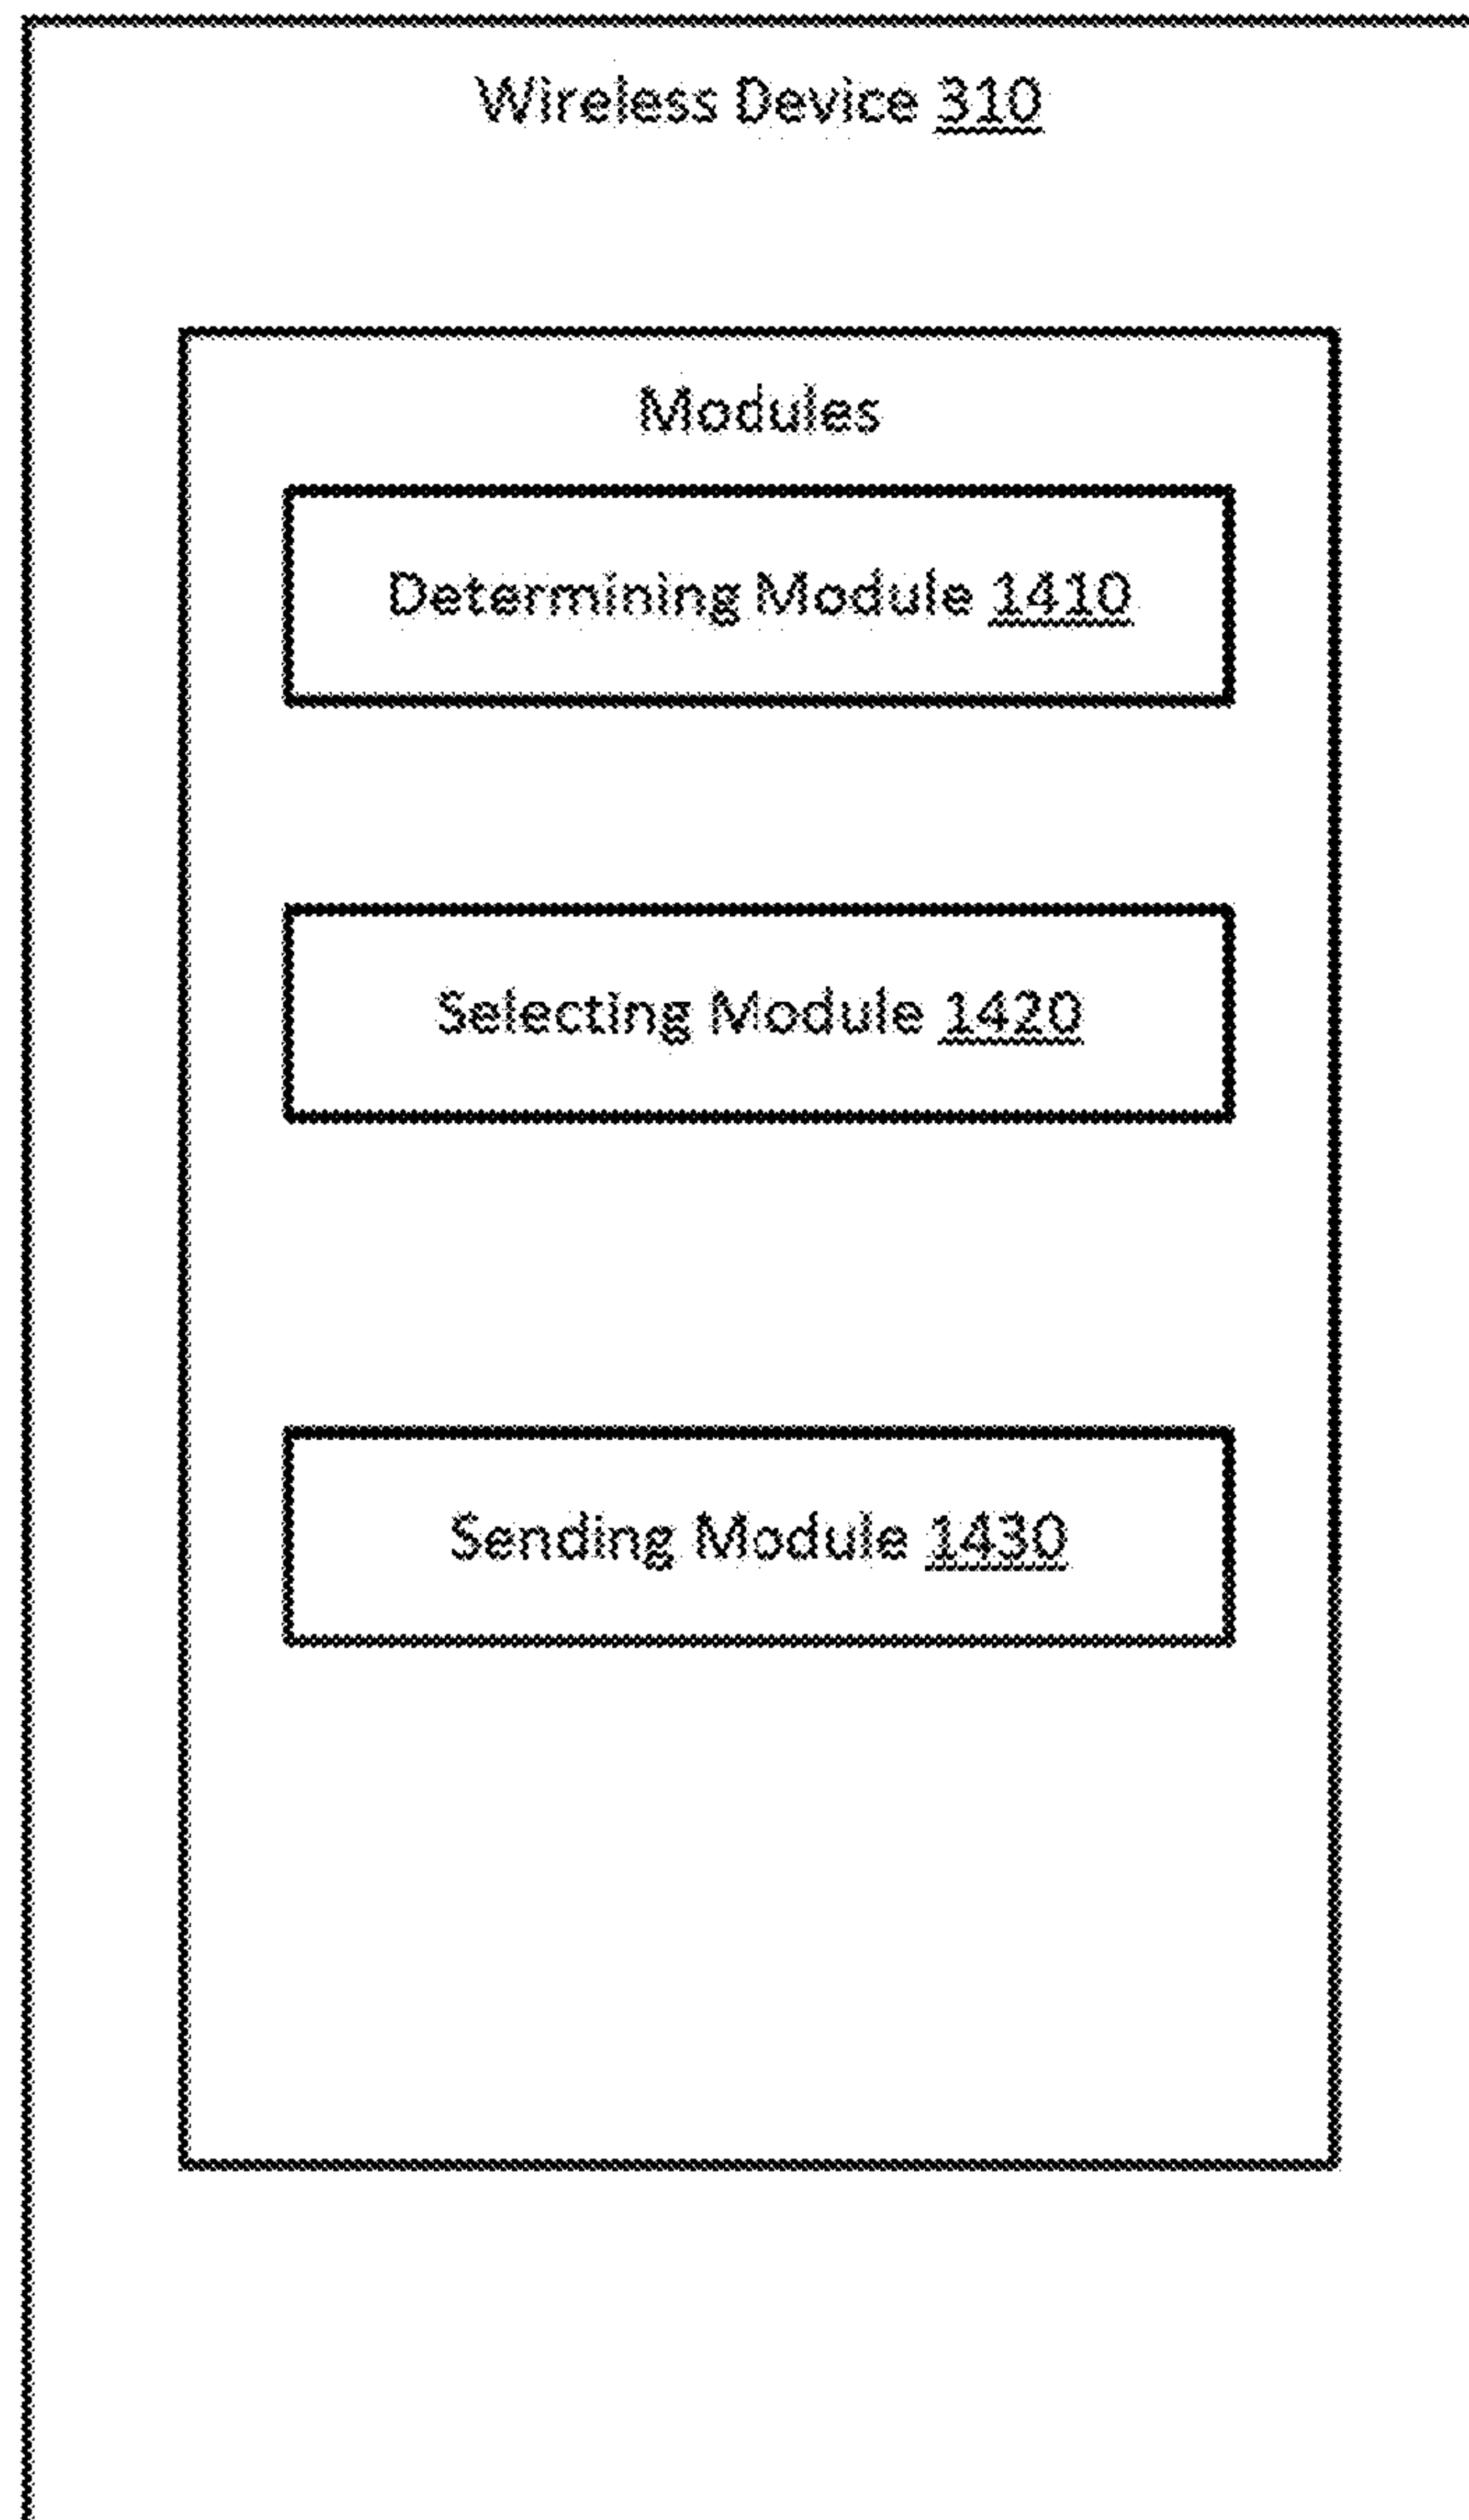 Wireless Device 310
Modules
Determining Module 1410
Selecting Module 1420
Sending Module 1430